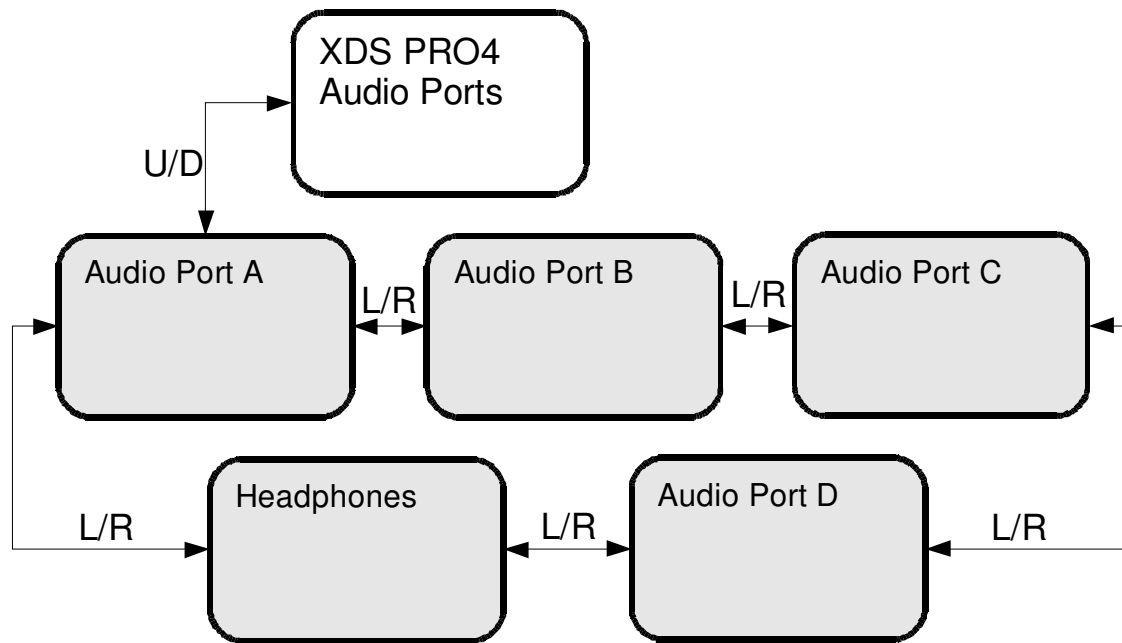 XDS PRO4
Audio Ports
U/D
Audio Port A
L/R
Audio Port B
L/R
Audio Port C
L/R
Headphones
L/R
Audio Port D
L/R